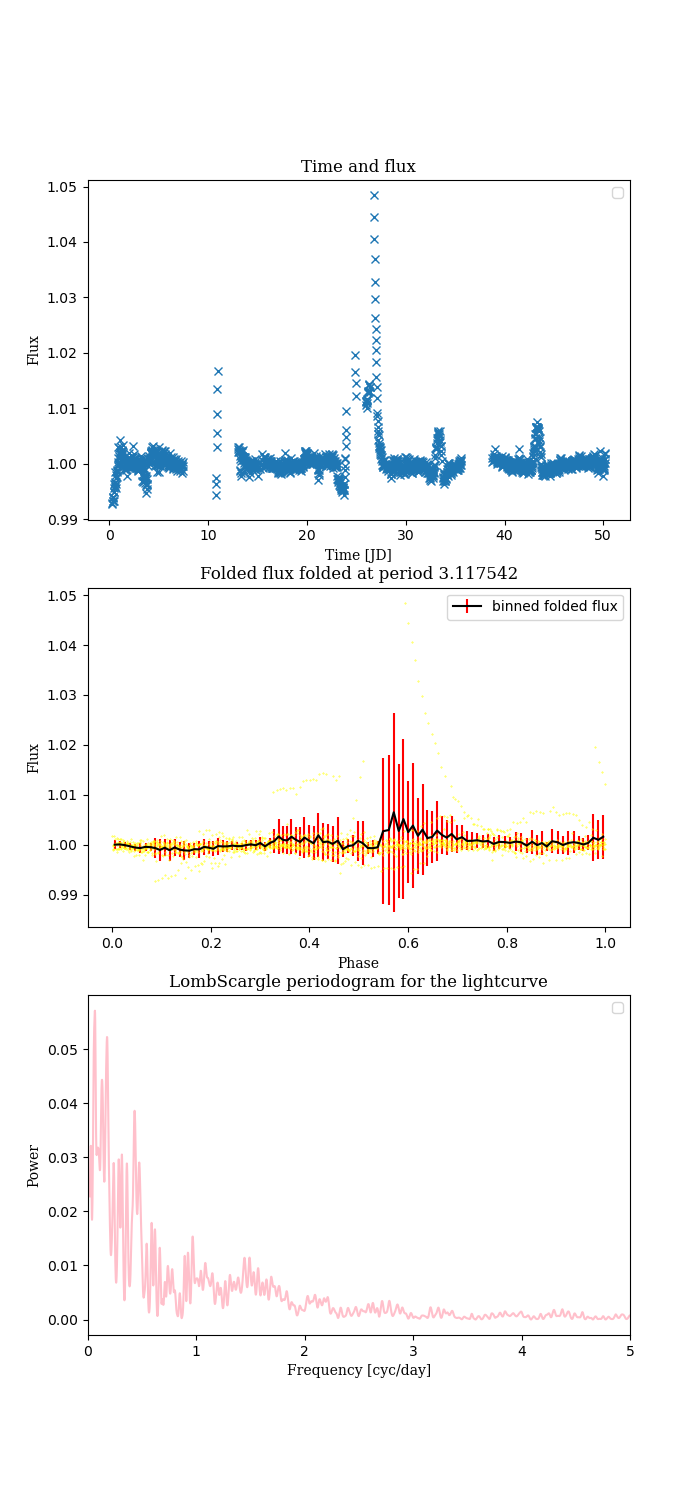 Time and flux
1.05
1.04
1.03
1.02
1.01
1.00
0.99
Flux
0 10 20 30 40 50
Time [JD]
Folded flux folded at period 3.117542
binned folded flux
1.05
1.04
1.03
1.02
1.01
1.00
0.99
Flux
0.0 0.2 0.4 0.6 0.8 1.0
Phase
LombScargle periodogram for the lightcurve
0.05
0.04
0.03
0.02
0.01
0.00
Power
0 1 2 3 4 5
Frequency [cyc/day]